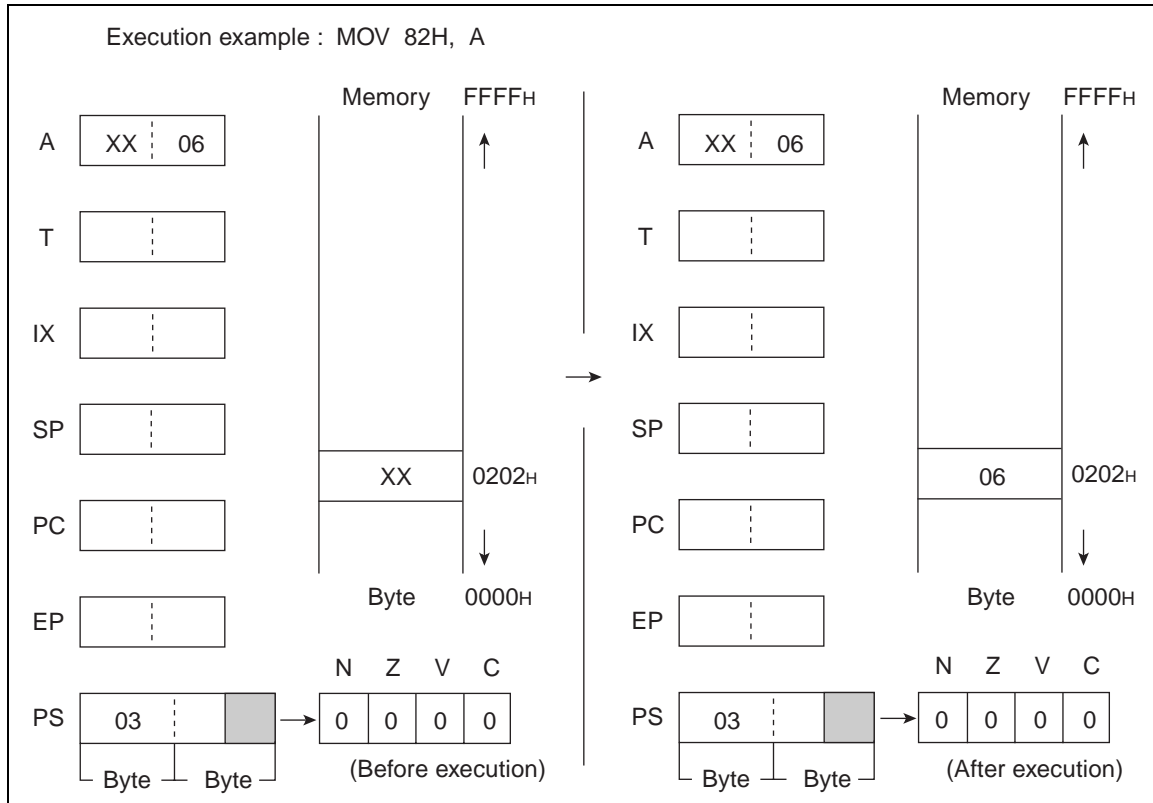 Execution example : MOV 82H, A
Memory FFFFH
A XX 06
T
IX
SP
XX 0202H
PC
Byte 0000H
EP
N Z V C
PS 03 0 0 0 0
Byte Byte (Before execution)
Memory FFFFH
A XX 06
T
IX
SP
06 0202H
PC
Byte 0000H
EP
N Z V C
PS 03 0 0 0 0
Byte Byte (After execution)